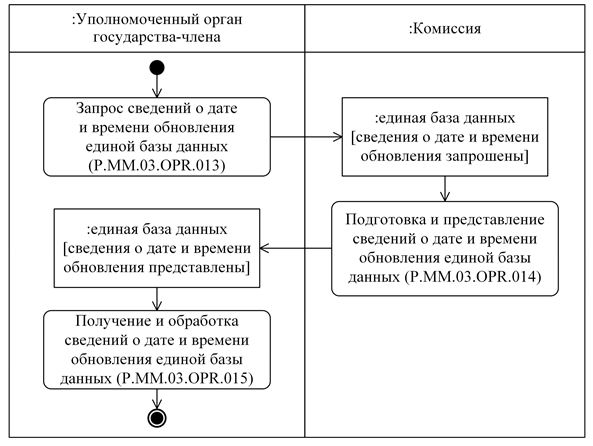 :Уполномоченный орган
государства-члена
:Комиссия
Запрос сведений о дате
и времени обновления
единой базы данных
(P.MM.03.OPR.013)
:единая база данных
[сведения о дате и времени
обновления запрошены]
Подготовка и представление
сведений о дате и времени
обновления единой базы
данных (P.MM.03.OPR.014)
:единая база данных
[сведения о дате и времени
обновления представлены]
Получение и обработка
сведений о дате и времени
обновления единой базы
данных (P.MM.03.OPR.015)